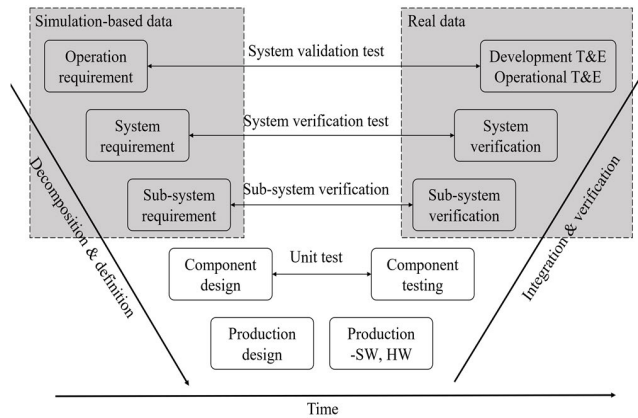 Simulation-based data
Real data
Operation
requirement
System validation test
Development T&E
Operational T&E
System
requirement
System verification test
System
verification
Sub-system
requirement
Sub-system verification
Sub-system
verification
Decomposition & definition
Integration & verification
Component
design
Unit test
Component
testing
Production
design
Production
-SW, HW
Time